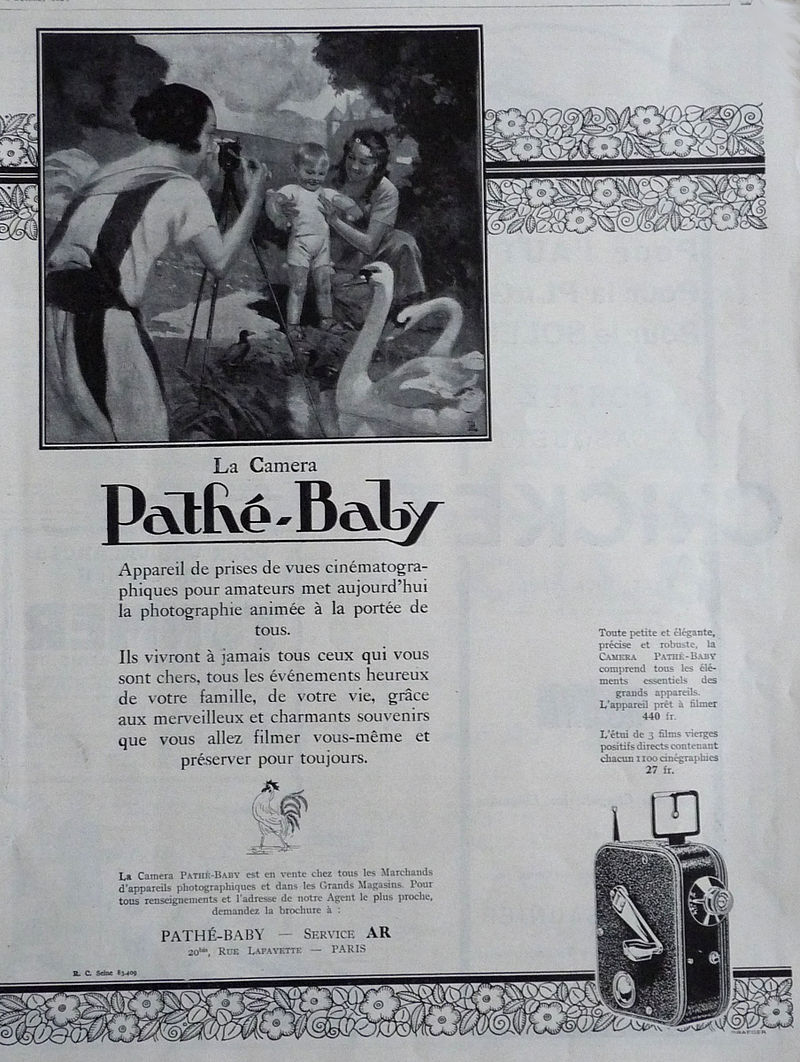 La Camera
Pathé-Baby
Appareil de prises de vues cinématogra-
phiques pour amateurs met aujourd'hui
la photographie animée à la portée de
tous.
Ils vivront à jamais tous ceux qui vous
sont chers, tous les événements heureux
de votre famille, de votre vie, grâce
aux merveilleux et charmants souvenirs
que vous allez filmer vous-même et
préserver pour toujours.
La Camera PATHÉ-BABY est en vente chez tous les Marchands
d'appareils photographiques et dans les Grands Magasins. Pour
tous renseignements et l'adresse de notre Agent le plus proche,
demandez la brochure à :
PATHÉ-BABY — SERVICE AR
20bis, RUE LAFAYETTE — PARIS
R. C. Seine 83.409
Toute petite et élégante,
précise et robuste, la
CAMERA PATHÉ-BABY
comprend tous les élé-
ments essentiels des
grands appareils.
L'appareil prêt à filmer
440 fr.
L'étui de 3 films vierges
positifs directs contenant
chacun 1100 cinégraphies
27 fr.
DRAEGER